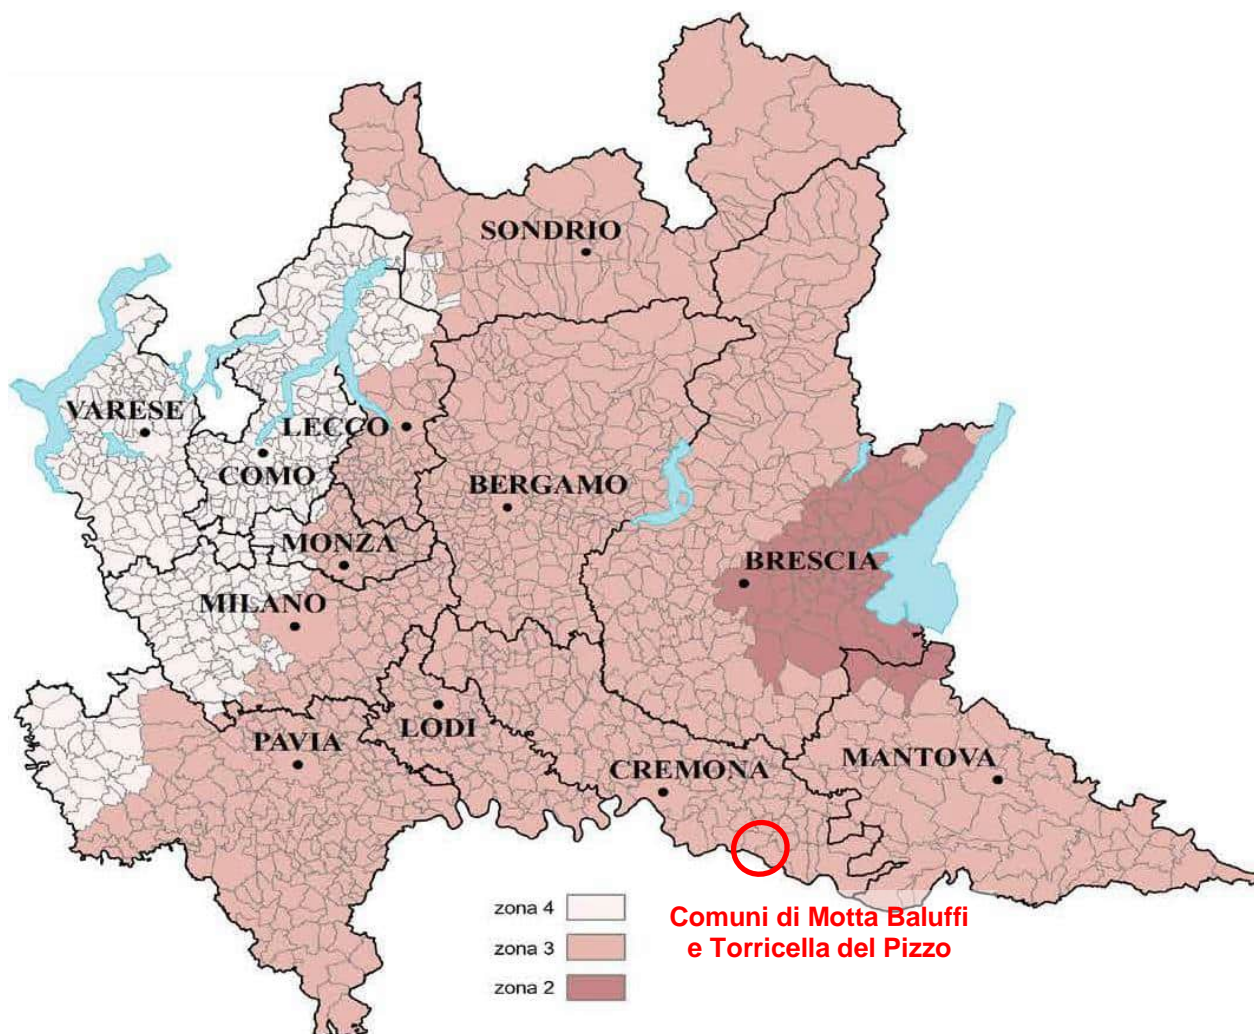 SONDRIO
VARESE
LECCO
COMO
BERGAMO
MONZA
BRESCIA
MILANO
LODI
PAVIA
CREMONA
MANTOVA
zona 4
zona 3
zona 2
Comuni di Motta Baluffi
e Torricella del Pizzo